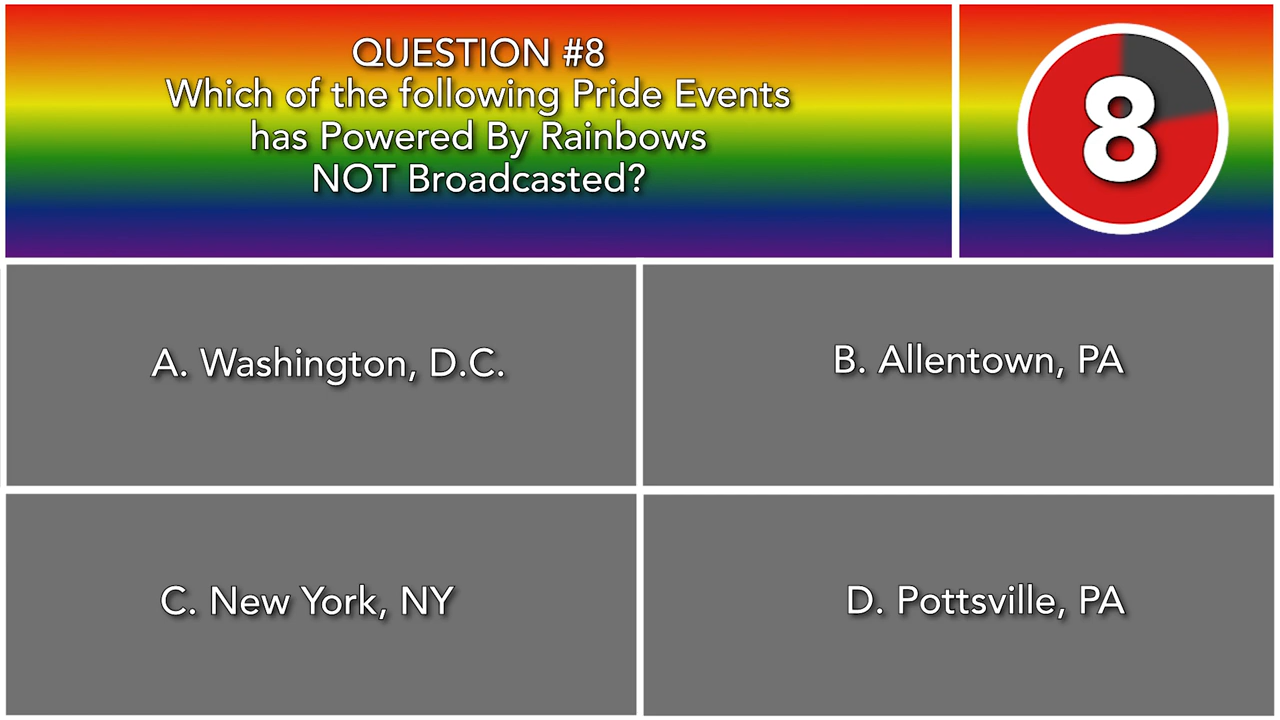 QUESTION #8
Which of the following Pride Events
has Powered By Rainbows
NOT Broadcasted?
8
A. Washington, D.C.
B. Allentown, PA
C. New York, NY
D. Pottsville, PA